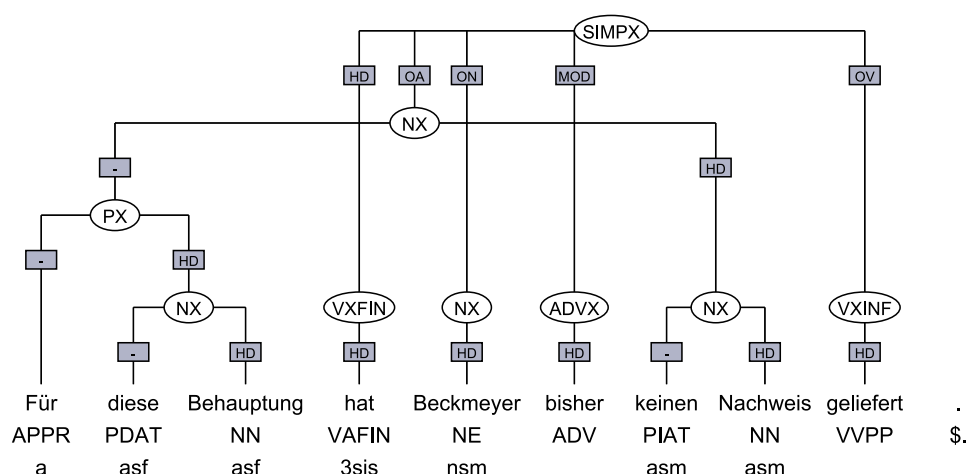 SIMPX
HD OA ON MOD OV
NX
- HD
PX
- HD
NX VXFIN NX ADVX NX VXINF
- HD HD HD HD - HD HD
Für diese Behauptung hat Beckmeyer bisher keinen Nachweis geliefert .
APPR PDAT NN VAFIN NE ADV PIAT NN VVPP $.
a asf asf 3sis nsm asm asm